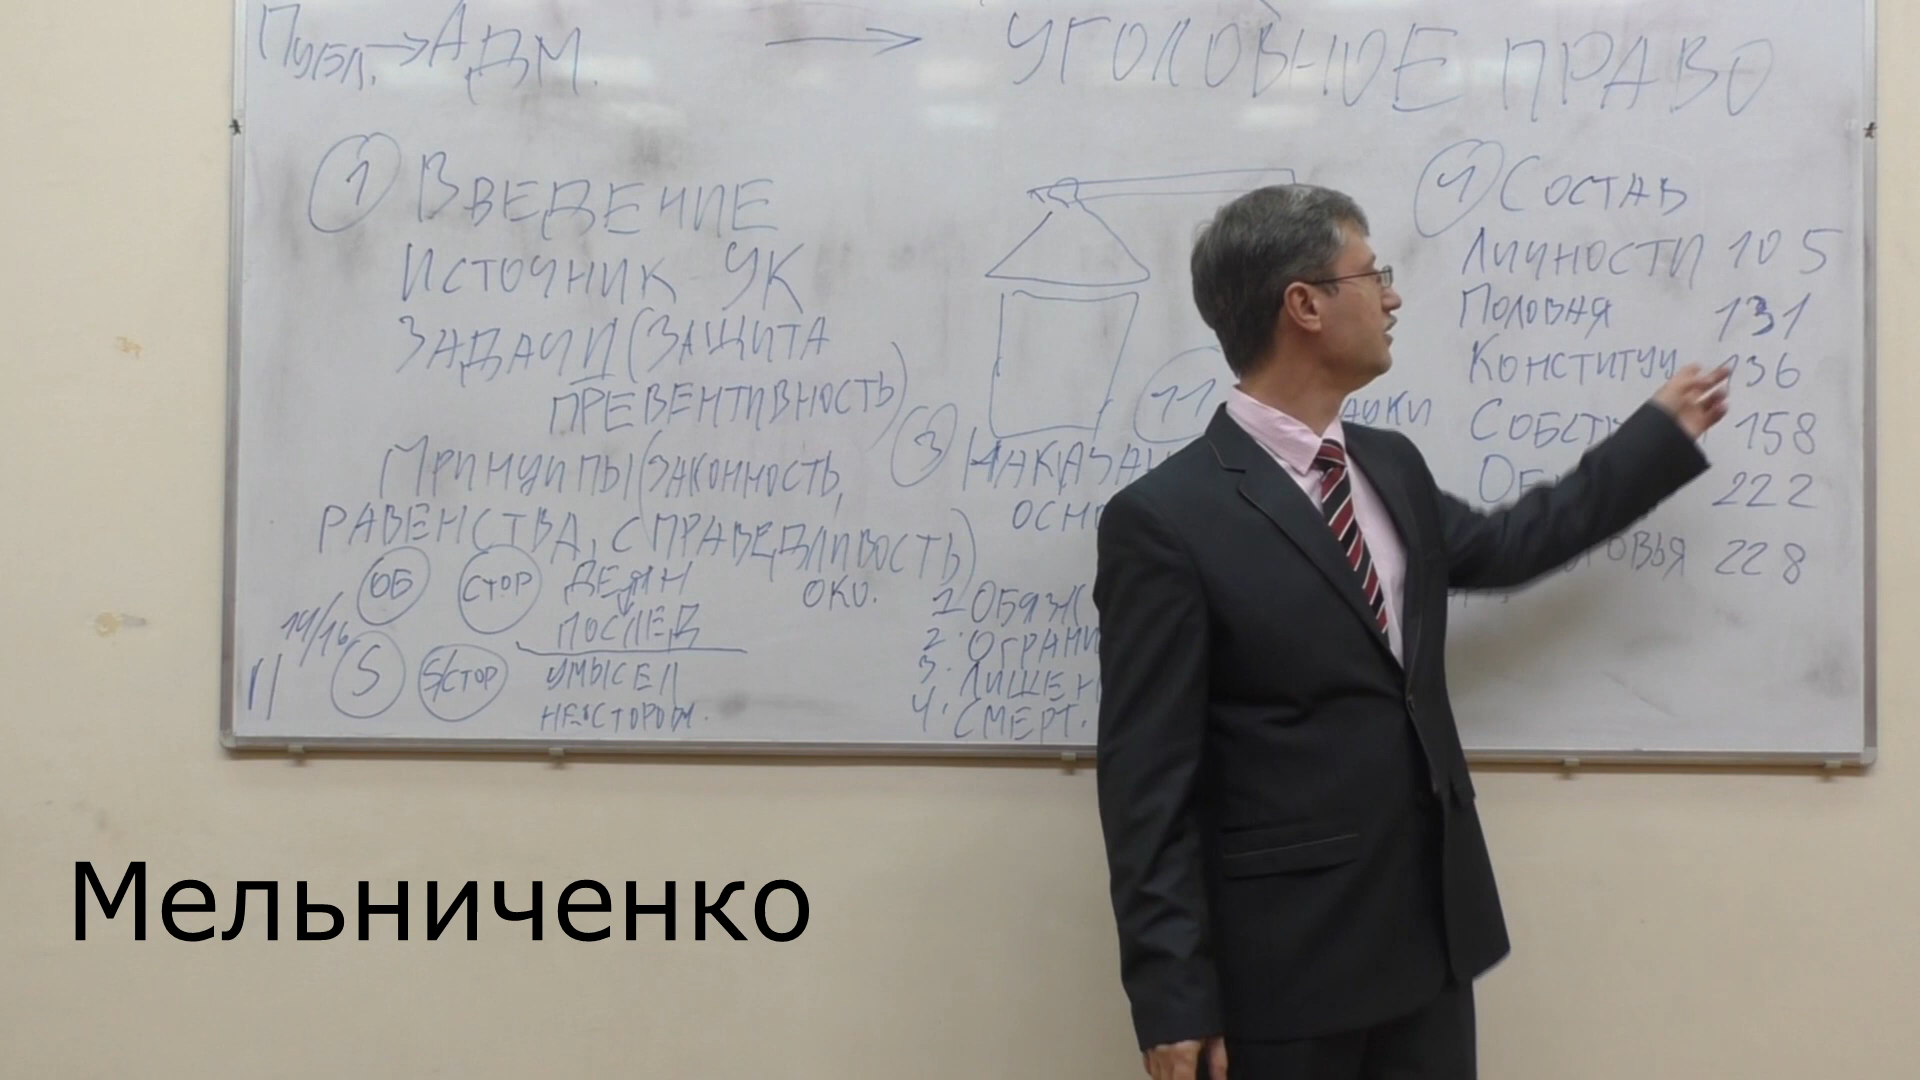 Публ. → Адм. → УГОЛОВНОЕ ПРАВО
1 ВВЕДЕНИЕ
ИСТОЧНИК - УК
ЗАДАЧИ (ЗАЩИТА
ПРЕВЕНТИВНОСТЬ)
ПРИНЦИПЫ (ЗАКОННОСТЬ,
РАВЕНСТВА, СПРАВЕДЛИВОСТЬ)
ОБ СТОР ДЕЯН ОКО.
ПОСЛЕД
14/16 S S/СТОР УМЫСЕЛ
11
3
1 ОБЯЗ
2. ОГРАНИ
3. ЛИШЕН
4. СМЕРТ.
4 СОСТАВ
ЛИЧНОСТИ 105
ПОЛОВАЯ 131
КОНСТИТУЦ 136
158
222
228
Мельниченко